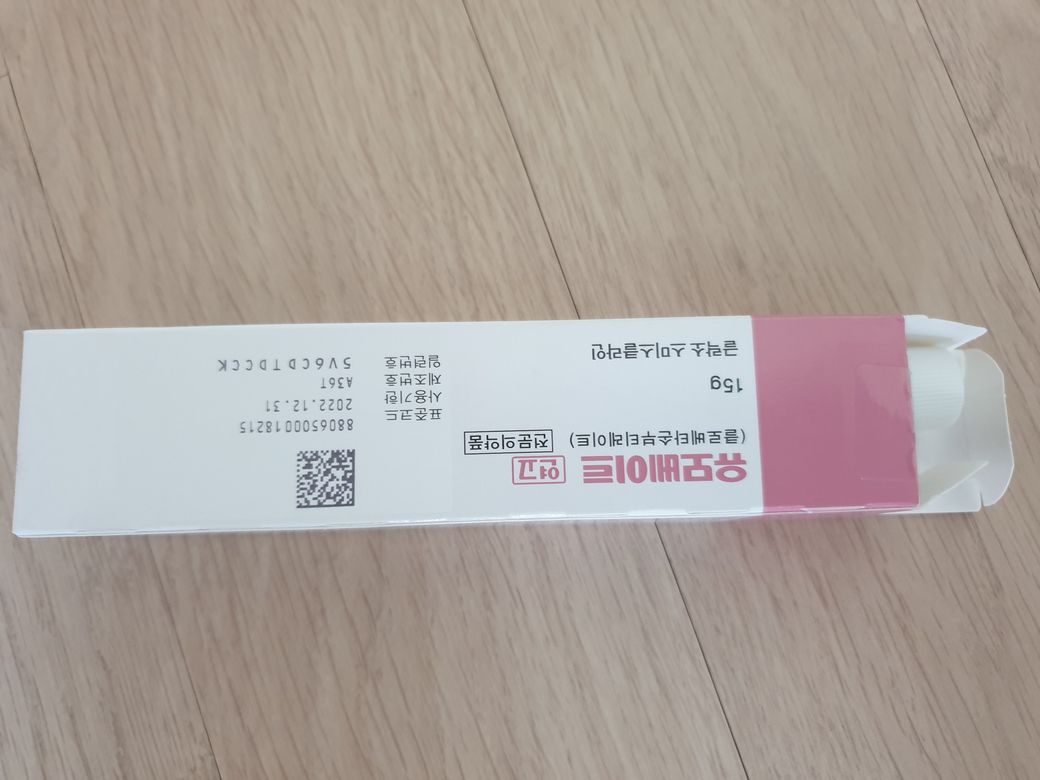 유모베이트 연고
(클로베타손부티레이트) 전문의약품
15g
글락소 스미스클라인
표준코드 8806500018215
사용기한 2022.12.31
제조번호 A36T
일련번호 5V6CDTDCCK